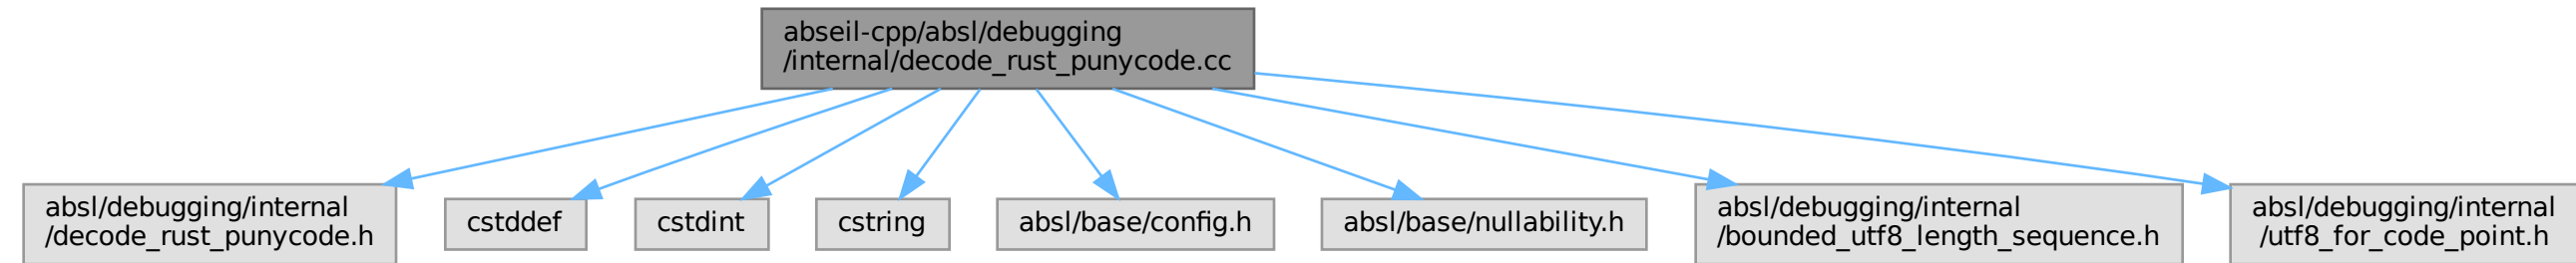 abseil-cpp/absl/debugging
/internal/decode_rust_punycode.cc
absl/debugging/internal
/decode_rust_punycode.h
cstddef
cstdint
cstring
absl/base/config.h
absl/base/nullability.h
absl/debugging/internal
/bounded_utf8_length_sequence.h
absl/debugging/internal
/utf8_for_code_point.h